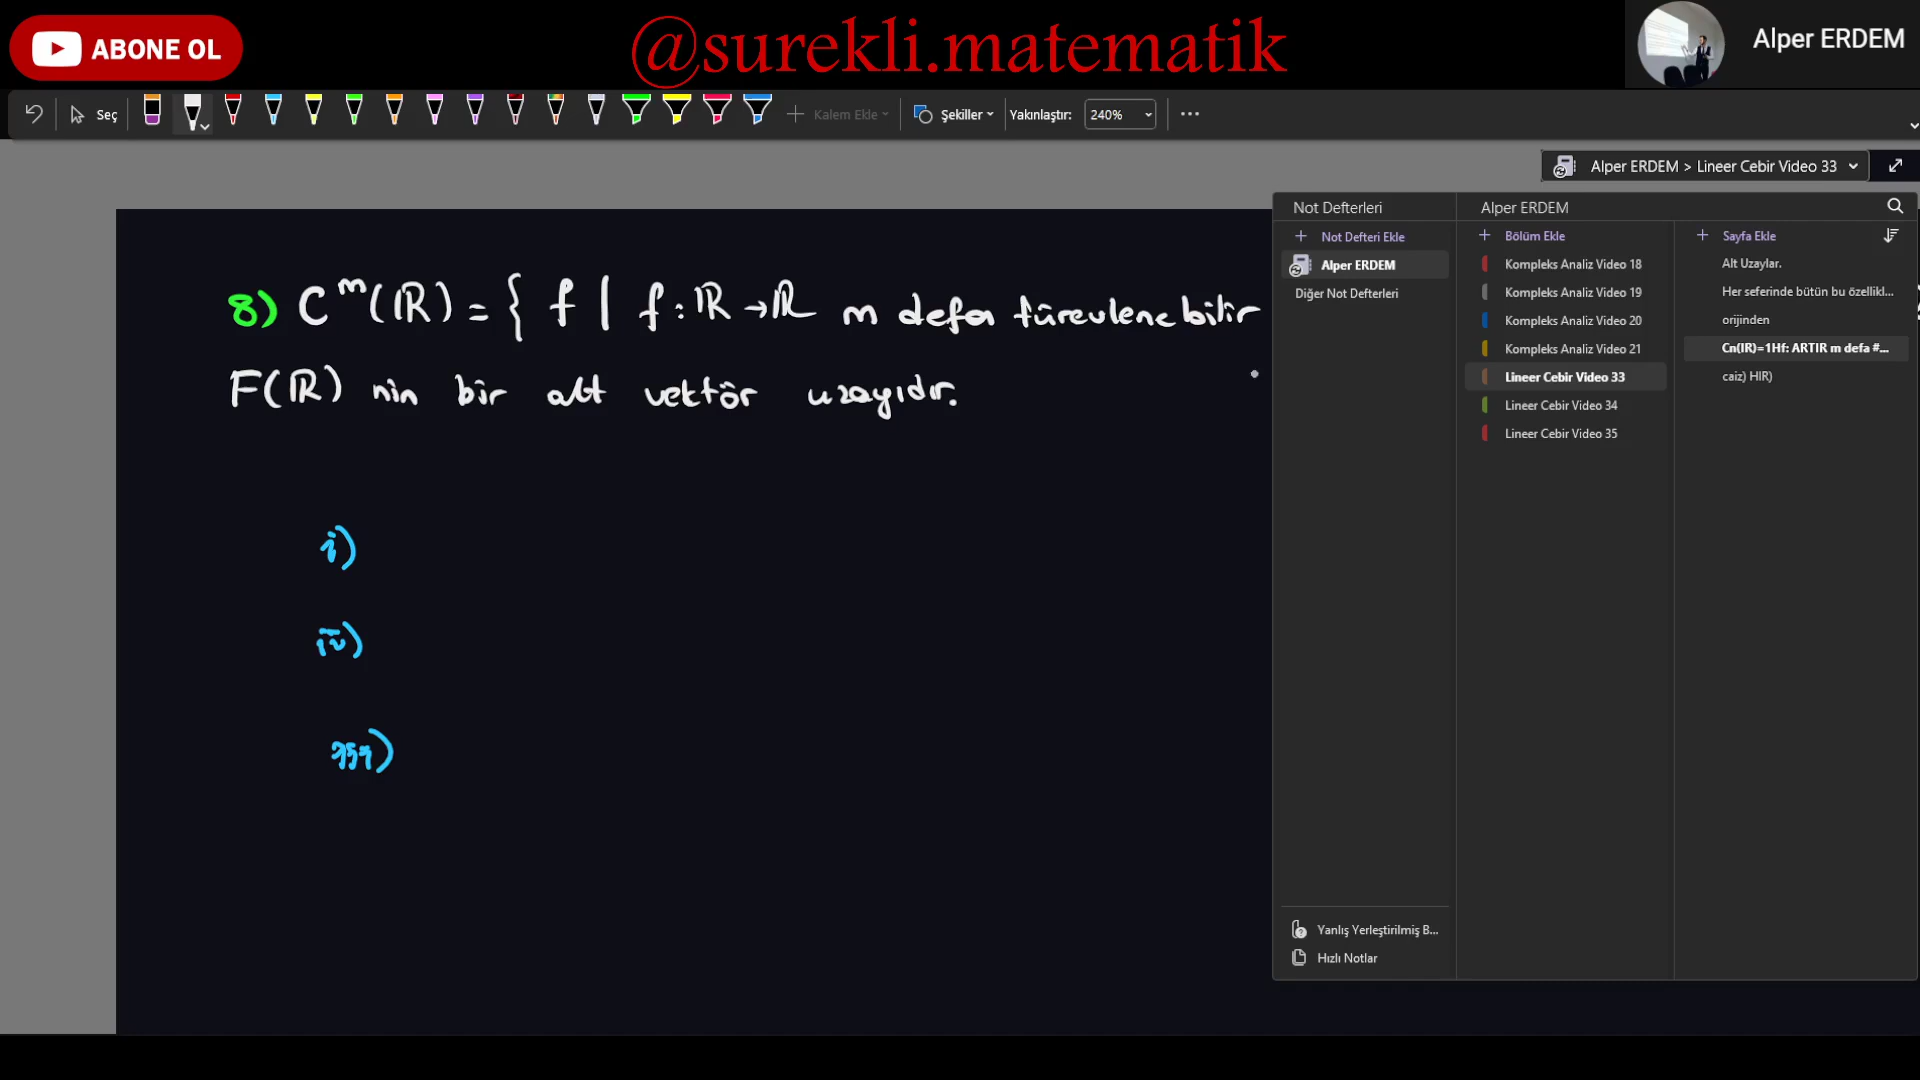 ABONE OL
@surekli.matematik
Alper ERDEM
Seç
Kalem Ekle
Şekiller
Yakınlaştır:
240%
Alper ERDEM > Lineer Cebir Video 33
Not Defterleri
Not Defteri Ekle
Alper ERDEM
Diğer Not Defterleri
Yanlış Yerleştirilmiş B...
Hızlı Notlar
Alper ERDEM
Bölüm Ekle
Kompleks Analiz Video 18
Kompleks Analiz Video 19
Kompleks Analiz Video 20
Kompleks Analiz Video 21
Lineer Cebir Video 33
Lineer Cebir Video 34
Lineer Cebir Video 35
Sayfa Ekle
Alt Uzaylar.
Her seferinde bütün bu özellikl...
orijinden
Cn(IR)=1Hf: ARTIR m defa #...
caiz) HIR)
8) Cᵐ(ℝ) = { f | f : ℝ → ℝ m defa türevlenebilir
F(ℝ) nin bir alt vektör uzayıdır.
i)
ii)
iii)